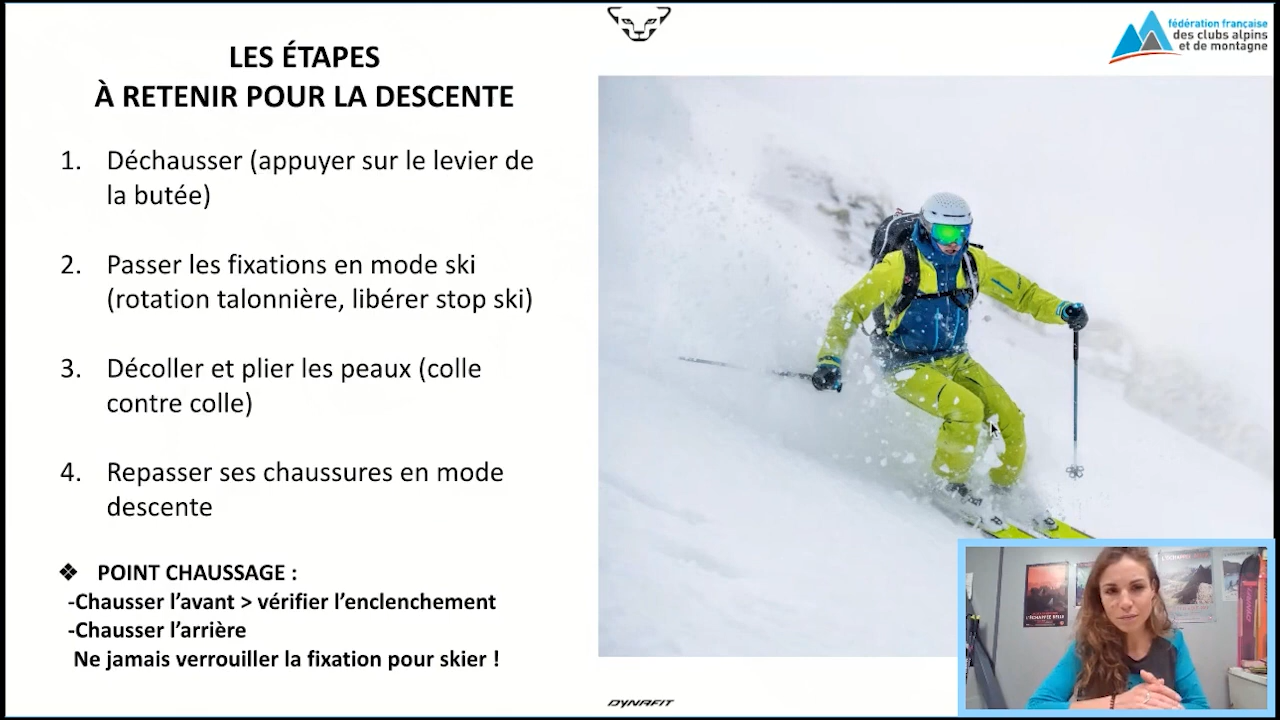 LES ÉTAPES
À RETENIR POUR LA DESCENTE
1. Déchausser (appuyer sur le levier de
la butée)
2. Passer les fixations en mode ski
(rotation talonnière, libérer stop ski)
3. Décoller et plier les peaux (colle
contre colle)
4. Repasser ses chaussures en mode
descente
❖ POINT CHAUSSAGE :
-Chausser l’avant > vérifier l’enclenchement
-Chausser l’arrière
Ne jamais verrouiller la fixation pour skier !
fédération française
des clubs alpins
et de montagne
DYNAFIT
L'ÉCHAPPÉE BELLE